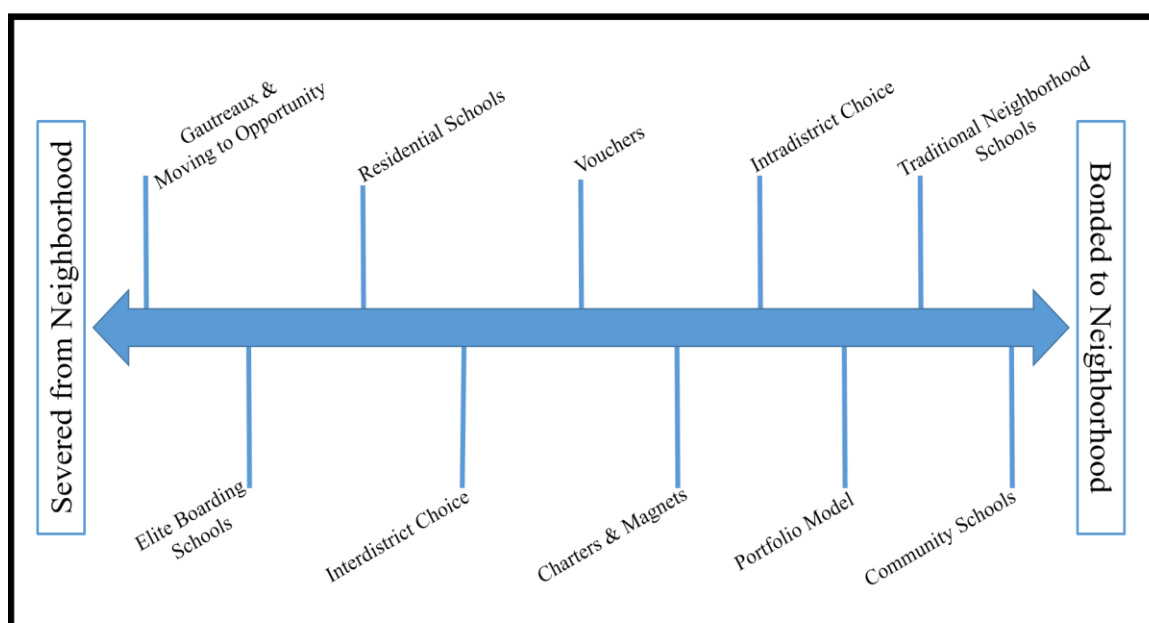 Severed from Neighborhood
Gautreaux &
Moving to Opportunity
Residential Schools
Vouchers
Intradistrict Choice
Traditional Neighborhood
Schools
Elite Boarding
Schools
Interdistrict Choice
Charters & Magnets
Portfolio Model
Community Schools
Bonded to Neighborhood